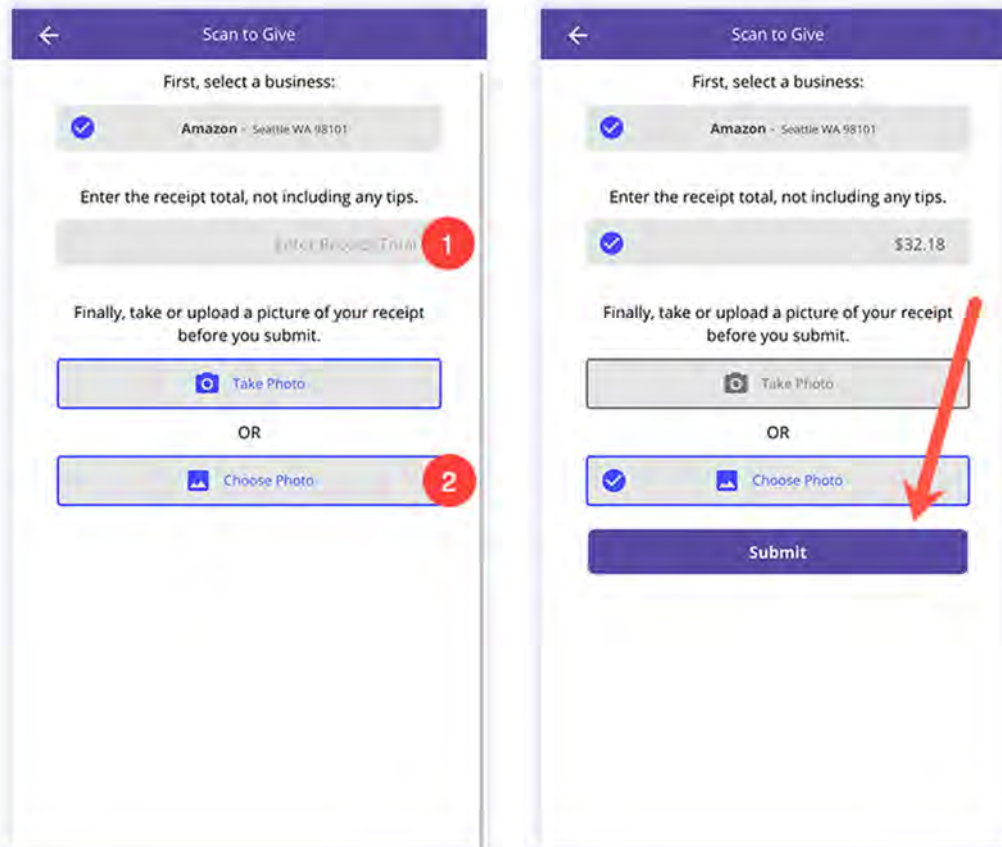 Scan to Give
First, select a business:
Amazon - Seattle WA 98101
Enter the receipt total, not including any tips.
Enter Receipt Total
1
Finally, take or upload a picture of your receipt
before you submit.
Take Photo
OR
Choose Photo
2
Scan to Give
First, select a business:
Amazon - Seattle WA 98101
Enter the receipt total, not including any tips.
$32.18
Finally, take or upload a picture of your receipt
before you submit.
Take Photo
OR
Choose Photo
Submit